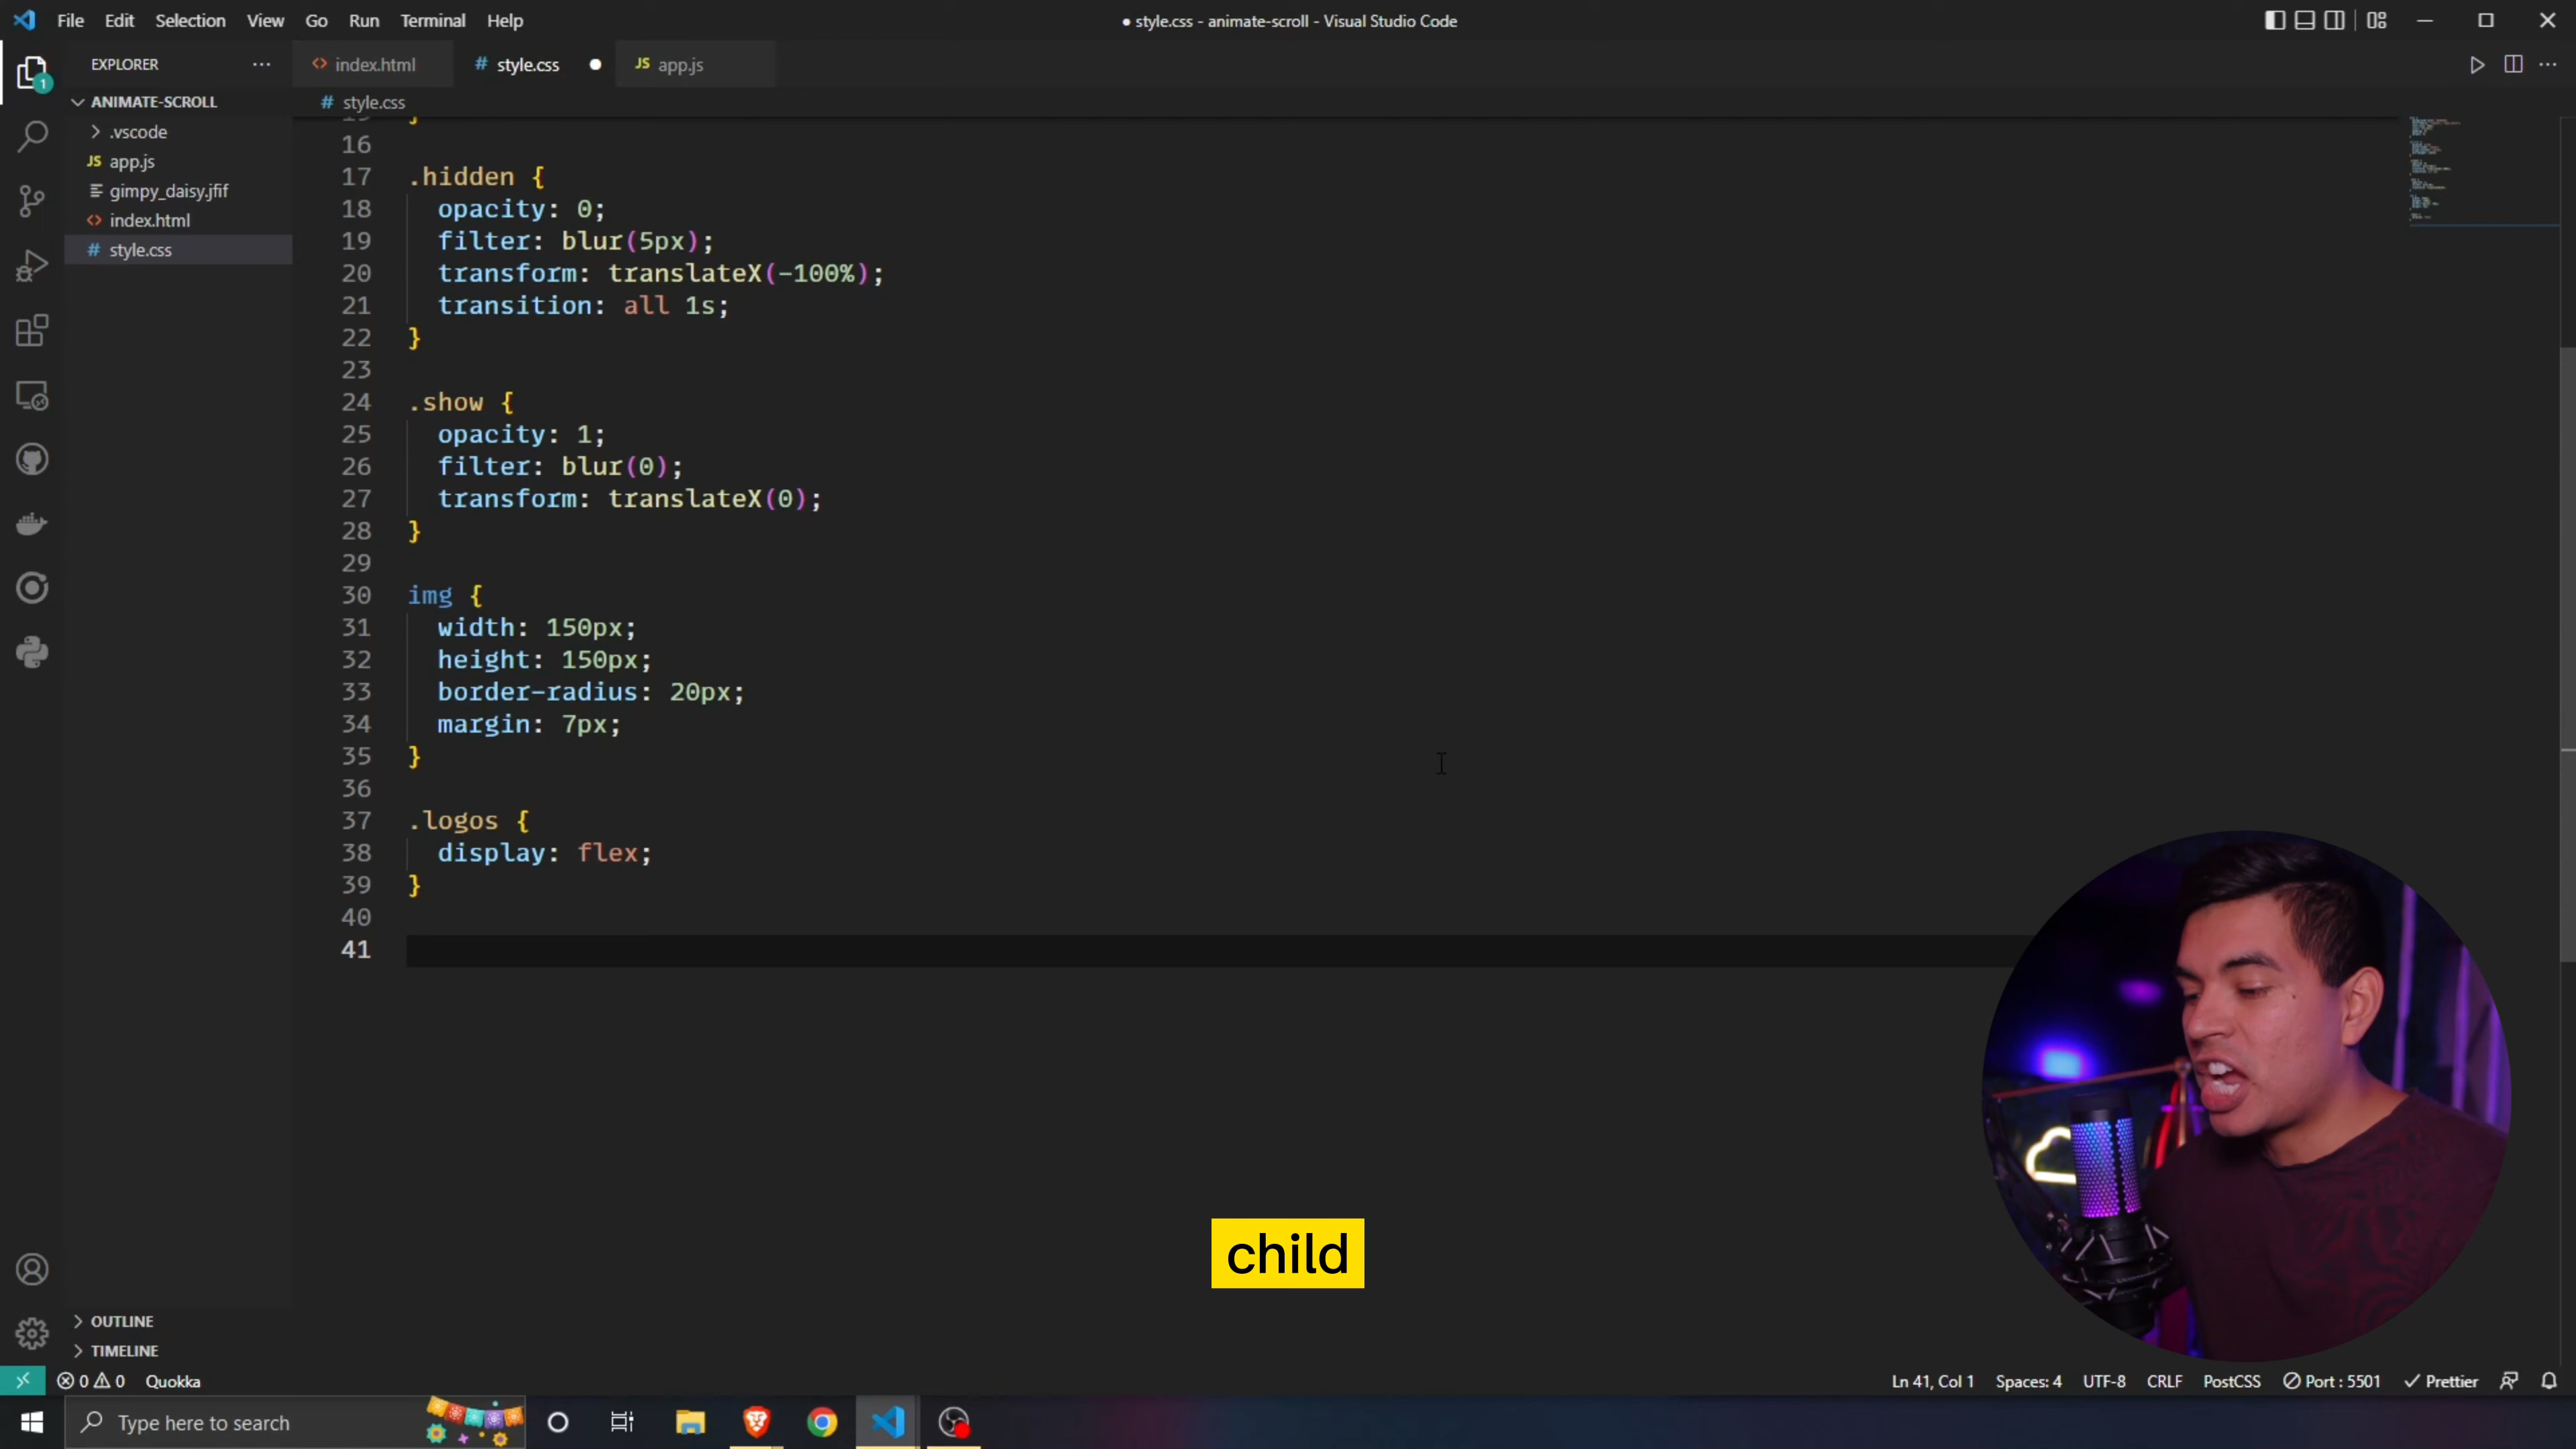 File Edit Selection View Go Run Terminal Help
● style.css - animate-scroll - Visual Studio Code
EXPLORER ···
<> index.html
# style.css ●
JS app.js
ANIMATE-SCROLL
# style.css
.vscode
JS app.js
gimpy_daisy.jfif
<> index.html
# style.css
1
15 }
16
17 .hidden {
18 opacity: 0;
19 filter: blur(5px);
20 transform: translateX(-100%);
21 transition: all 1s;
22 }
23
24 .show {
25 opacity: 1;
26 filter: blur(0);
27 transform: translateX(0);
28 }
29
30 img {
31 width: 150px;
32 height: 150px;
33 border-radius: 20px;
34 margin: 7px;
35 }
36
37 .logos {
38 display: flex;
39 }
40
41
child
OUTLINE
TIMELINE
0 0 Quokka
Ln 41, Col 1 Spaces: 4 UTF-8 CRLF PostCSS Port : 5501 Prettier
Type here to search